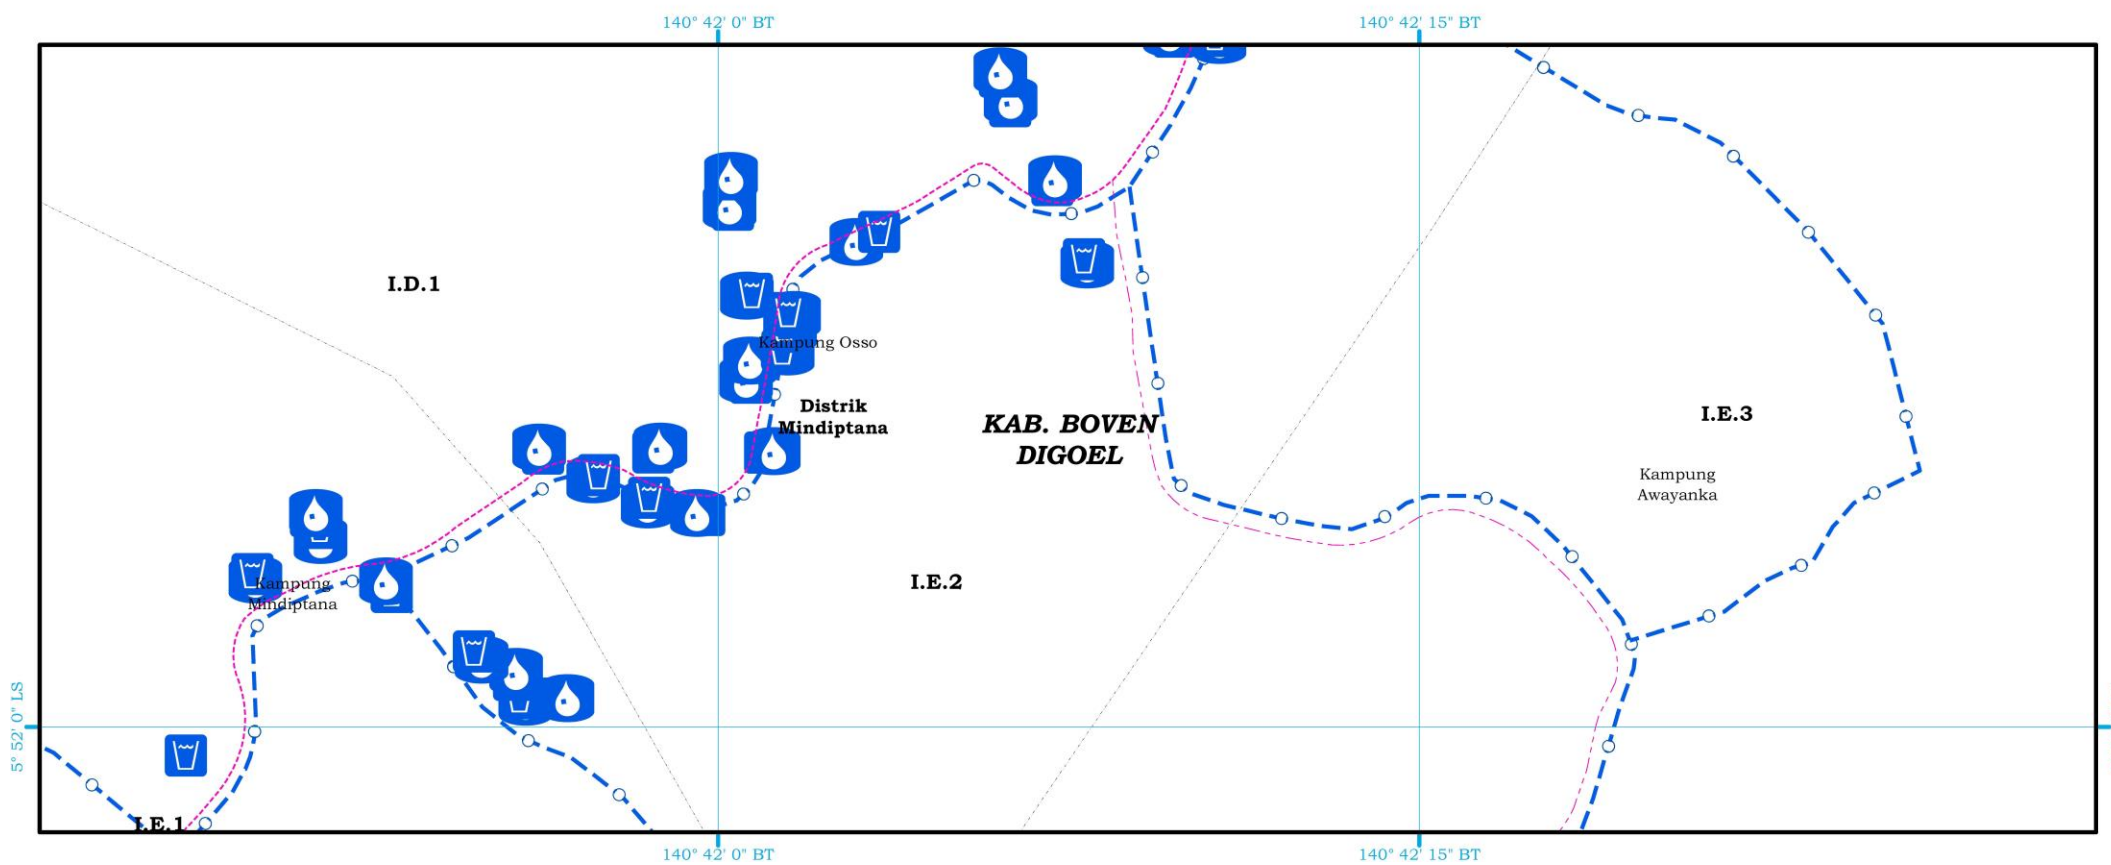 140° 42' 0" BT
140° 42' 15" BT
I.D.1
Kampung Osso
Distrik
Mindiptana
KAB. BOVEN
DIGOEL
I.E.3
Kampung
Awayanka
Kampung
Mindiptana
I.E.2
5° 52' 0" LS
I.E.1
140° 42' 0" BT
140° 42' 15" BT